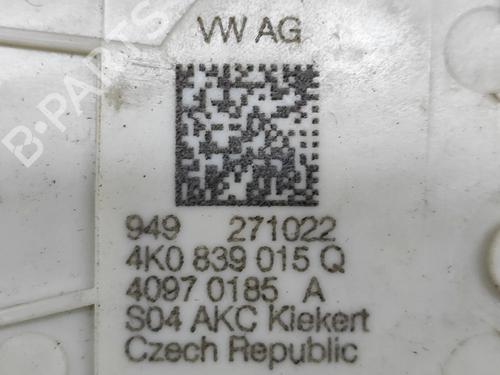 VW AG
B-PARTS
949 271022
4K0 839 015 Q
4097 0185 A
S04 AKC Kiekert
Czech Republic